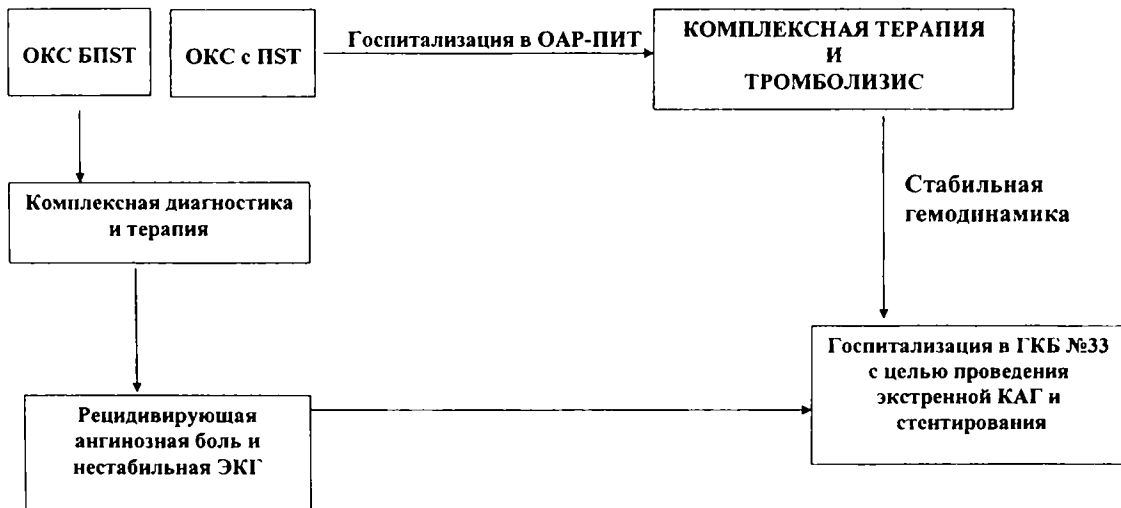 ОКС БПST
ОКС с ПST
Госпитализация в ОАР-ПИТ
КОМПЛЕКСНАЯ ТЕРАПИЯ
И
ТРОМБОЛИЗИС
Комплексная диагностика
и терапия
Стабильная
гемодинамика
Рецидивирующая
ангинозная боль и
нестабильная ЭКГ
Госпитализация в ГКБ №33
с целью проведения
экстренной КАГ и
стентирования